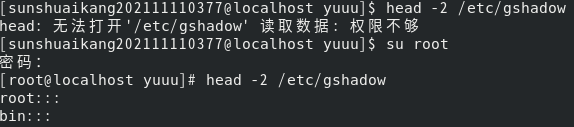 [sunshuaikang202111110377@localhost yuuu]$ head -2 /etc/gshadow
head: 无法打开'/etc/gshadow' 读取数据: 权限不够
[sunshuaikang202111110377@localhost yuuu]$ su root
密码：
[root@localhost yuuu]# head -2 /etc/gshadow
root:::
bin:::